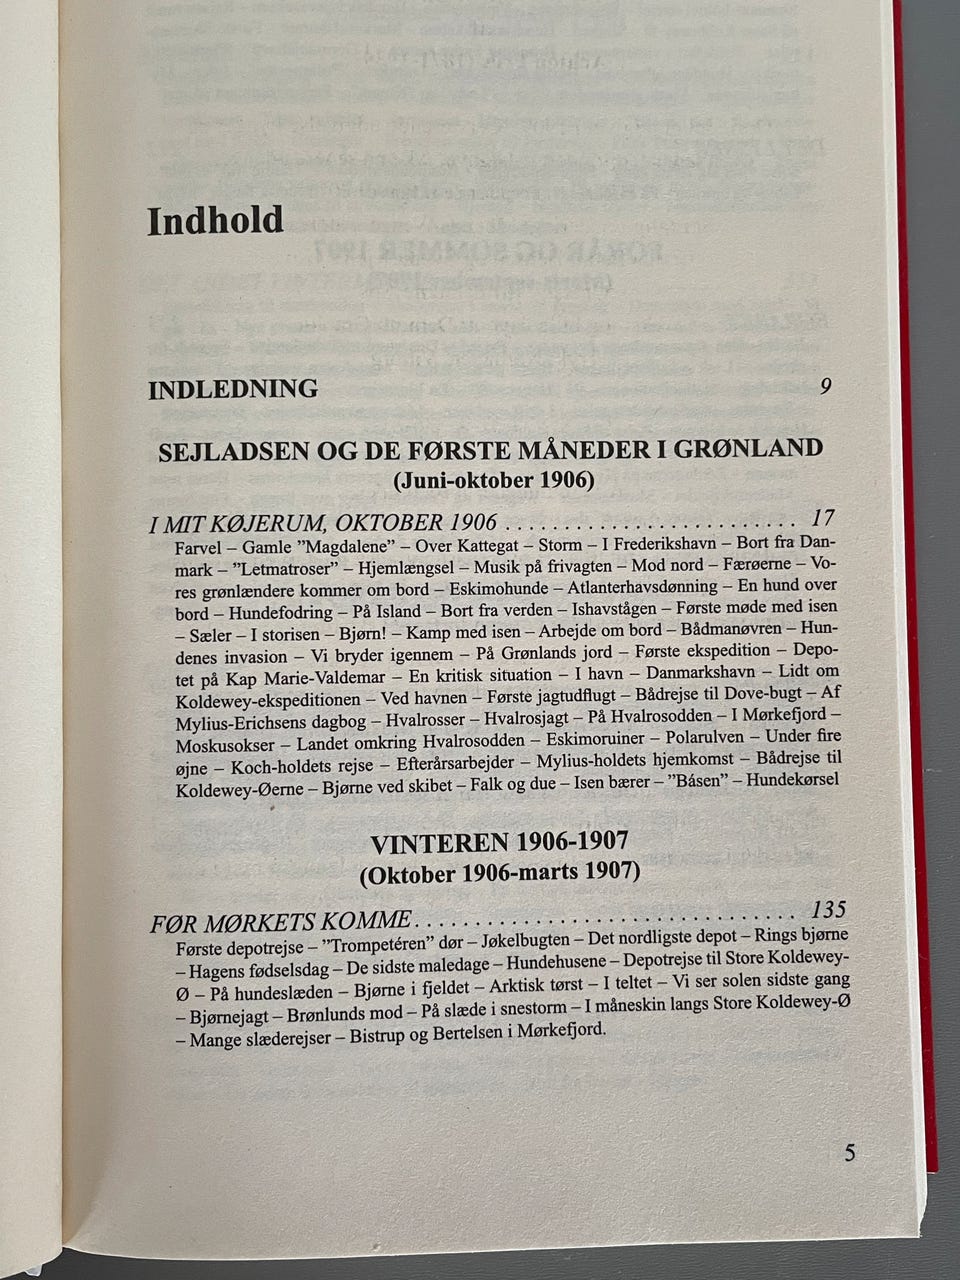 Indhold
INDLEDNING 9
SEJLADSEN OG DE FØRSTE MÅNEDER I GRØNLAND
(Juni-oktober 1906)
I MIT KØJERUM, OKTOBER 1906 . . . . . . . . . . . . . . . . . . . . . . . . . . 17
Farvel – Gamle ”Magdalene” – Over Kattegat – Storm – I Frederikshavn – Bort fra Dan-
mark – ”Letmatroser” – Hjemlængsel – Musik på frivagten – Mod nord – Færøerne – Vo-
res grønlændere kommer om bord – Eskimohunde – Atlanterhavsdønning – En hund over
bord – Hundefodring – På Island – Bort fra verden – Ishavstågen – Første møde med isen
– Sæler – I storisen – Bjørn! – Kamp med isen – Arbejde om bord – Bådmanøvren – Hun-
denes invasion – Vi bryder igennem – På Grønlands jord – Første ekspedition – Depo-
tet på Kap Marie-Valdemar – En kritisk situation – I havn – Danmarkshavn – Lidt om
Koldewey-ekspeditionen – Ved havnen – Første jagtudflugt – Bådrejse til Dove-bugt – Af
Mylius-Erichsens dagbog – Hvalrosser – Hvalrosjagt – På Hvalrosodden – I Mørkefjord –
Moskusokser – Landet omkring Hvalrosodden – Eskimoruiner – Polarulven – Under fire
øjne – Koch-holdets rejse – Efterårsarbejder – Mylius-holdets hjemkomst – Bådrejse til
Koldewey-Øerne – Bjørne ved skibet – Falk og due – Isen bærer – ”Båsen” – Hundekørsel
VINTEREN 1906-1907
(Oktober 1906-marts 1907)
FØR MØRKETS KOMME . . . . . . . . . . . . . . . . . . . . . . . . . . . . . . . . . . 135
Første depotrejse – ”Trompetéren” dør – Jøkelbugten – Det nordligste depot – Rings bjørne
– Hagens fødselsdag – De sidste maledage – Hundehusene – Depotrejse til Store Koldewey-
Ø – På hundeslæden – Bjørne i fjeldet – Arktisk tørst – I teltet – Vi ser solen sidste gang
– Bjørnejagt – Brønlunds mod – På slæde i snestorm – I måneskin langs Store Koldewey-Ø
– Mange slæderejser – Bistrup og Bertelsen i Mørkefjord.
5